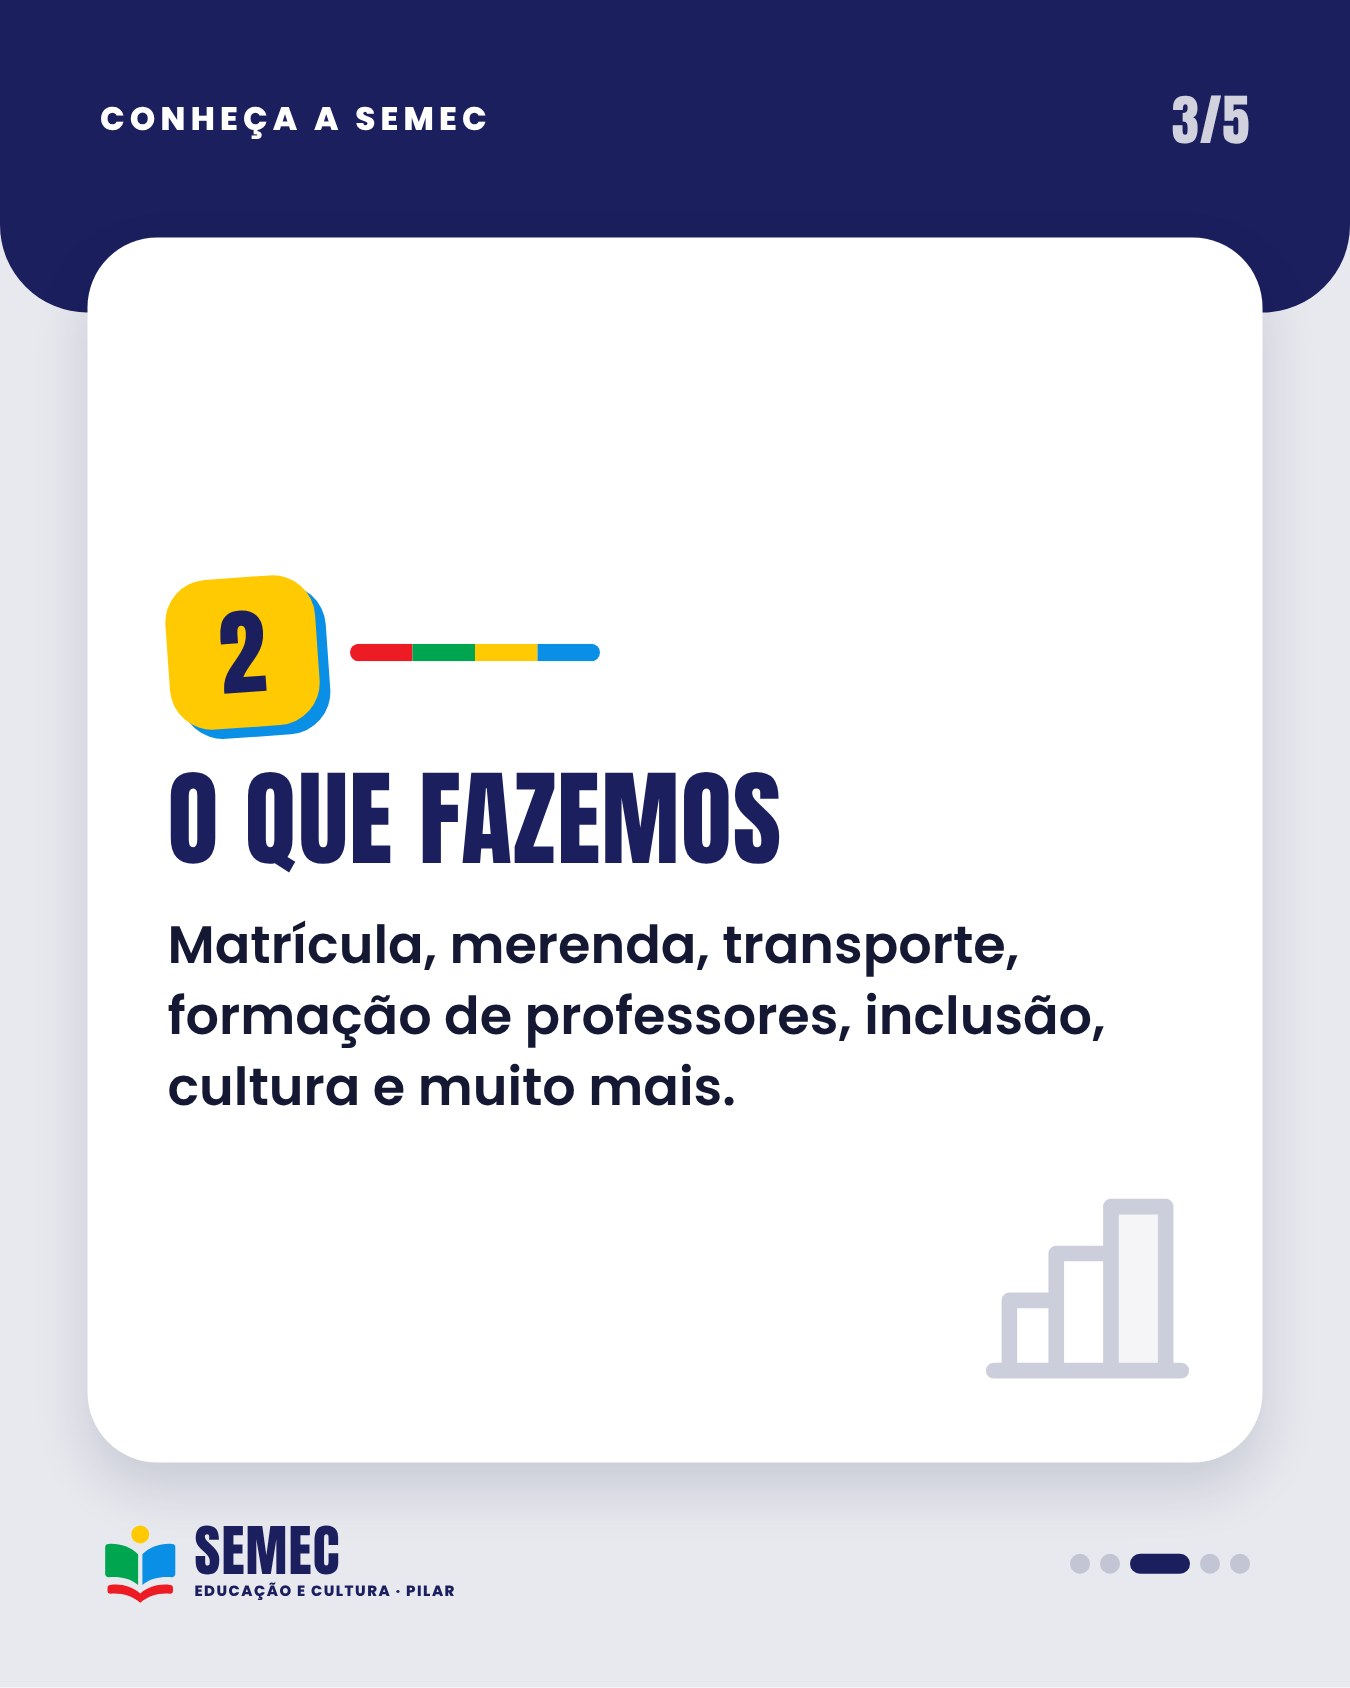 CONHEÇA A SEMEC
3/5
2
O QUE FAZEMOS
Matrícula, merenda, transporte,
formação de professores, inclusão,
cultura e muito mais.
SEMEC
EDUCAÇÃO E CULTURA · PILAR